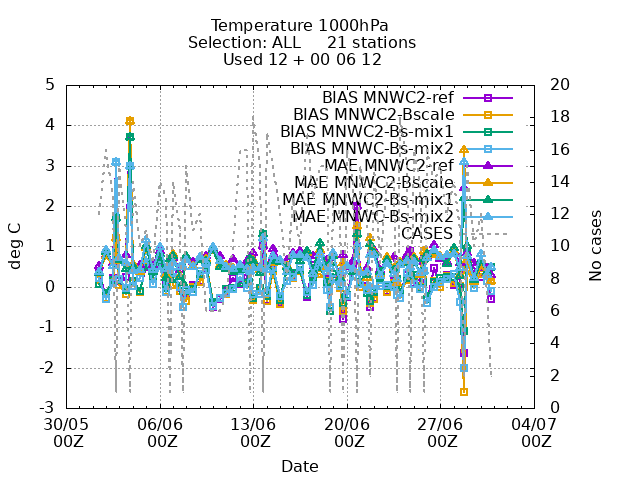 Temperature 1000hPa
Selection: ALL 21 stations
Used 12 + 00 06 12
BIAS MNWC2-ref
BIAS MNWC2-Bscale
BIAS MNWC2-Bs-mix1
BIAS MNWC-Bs-mix2
MAE MNWC2-ref
MAE MNWC2-Bscale
MAE MNWC2-Bs-mix1
MAE MNWC-Bs-mix2
CASES
deg C
5
4
3
2
1
0
-1
-2
-3
No cases
20
18
16
14
12
10
8
6
4
2
0
30/05 06/06 13/06 20/06 27/06 04/07
00Z 00Z 00Z 00Z 00Z 00Z
Date